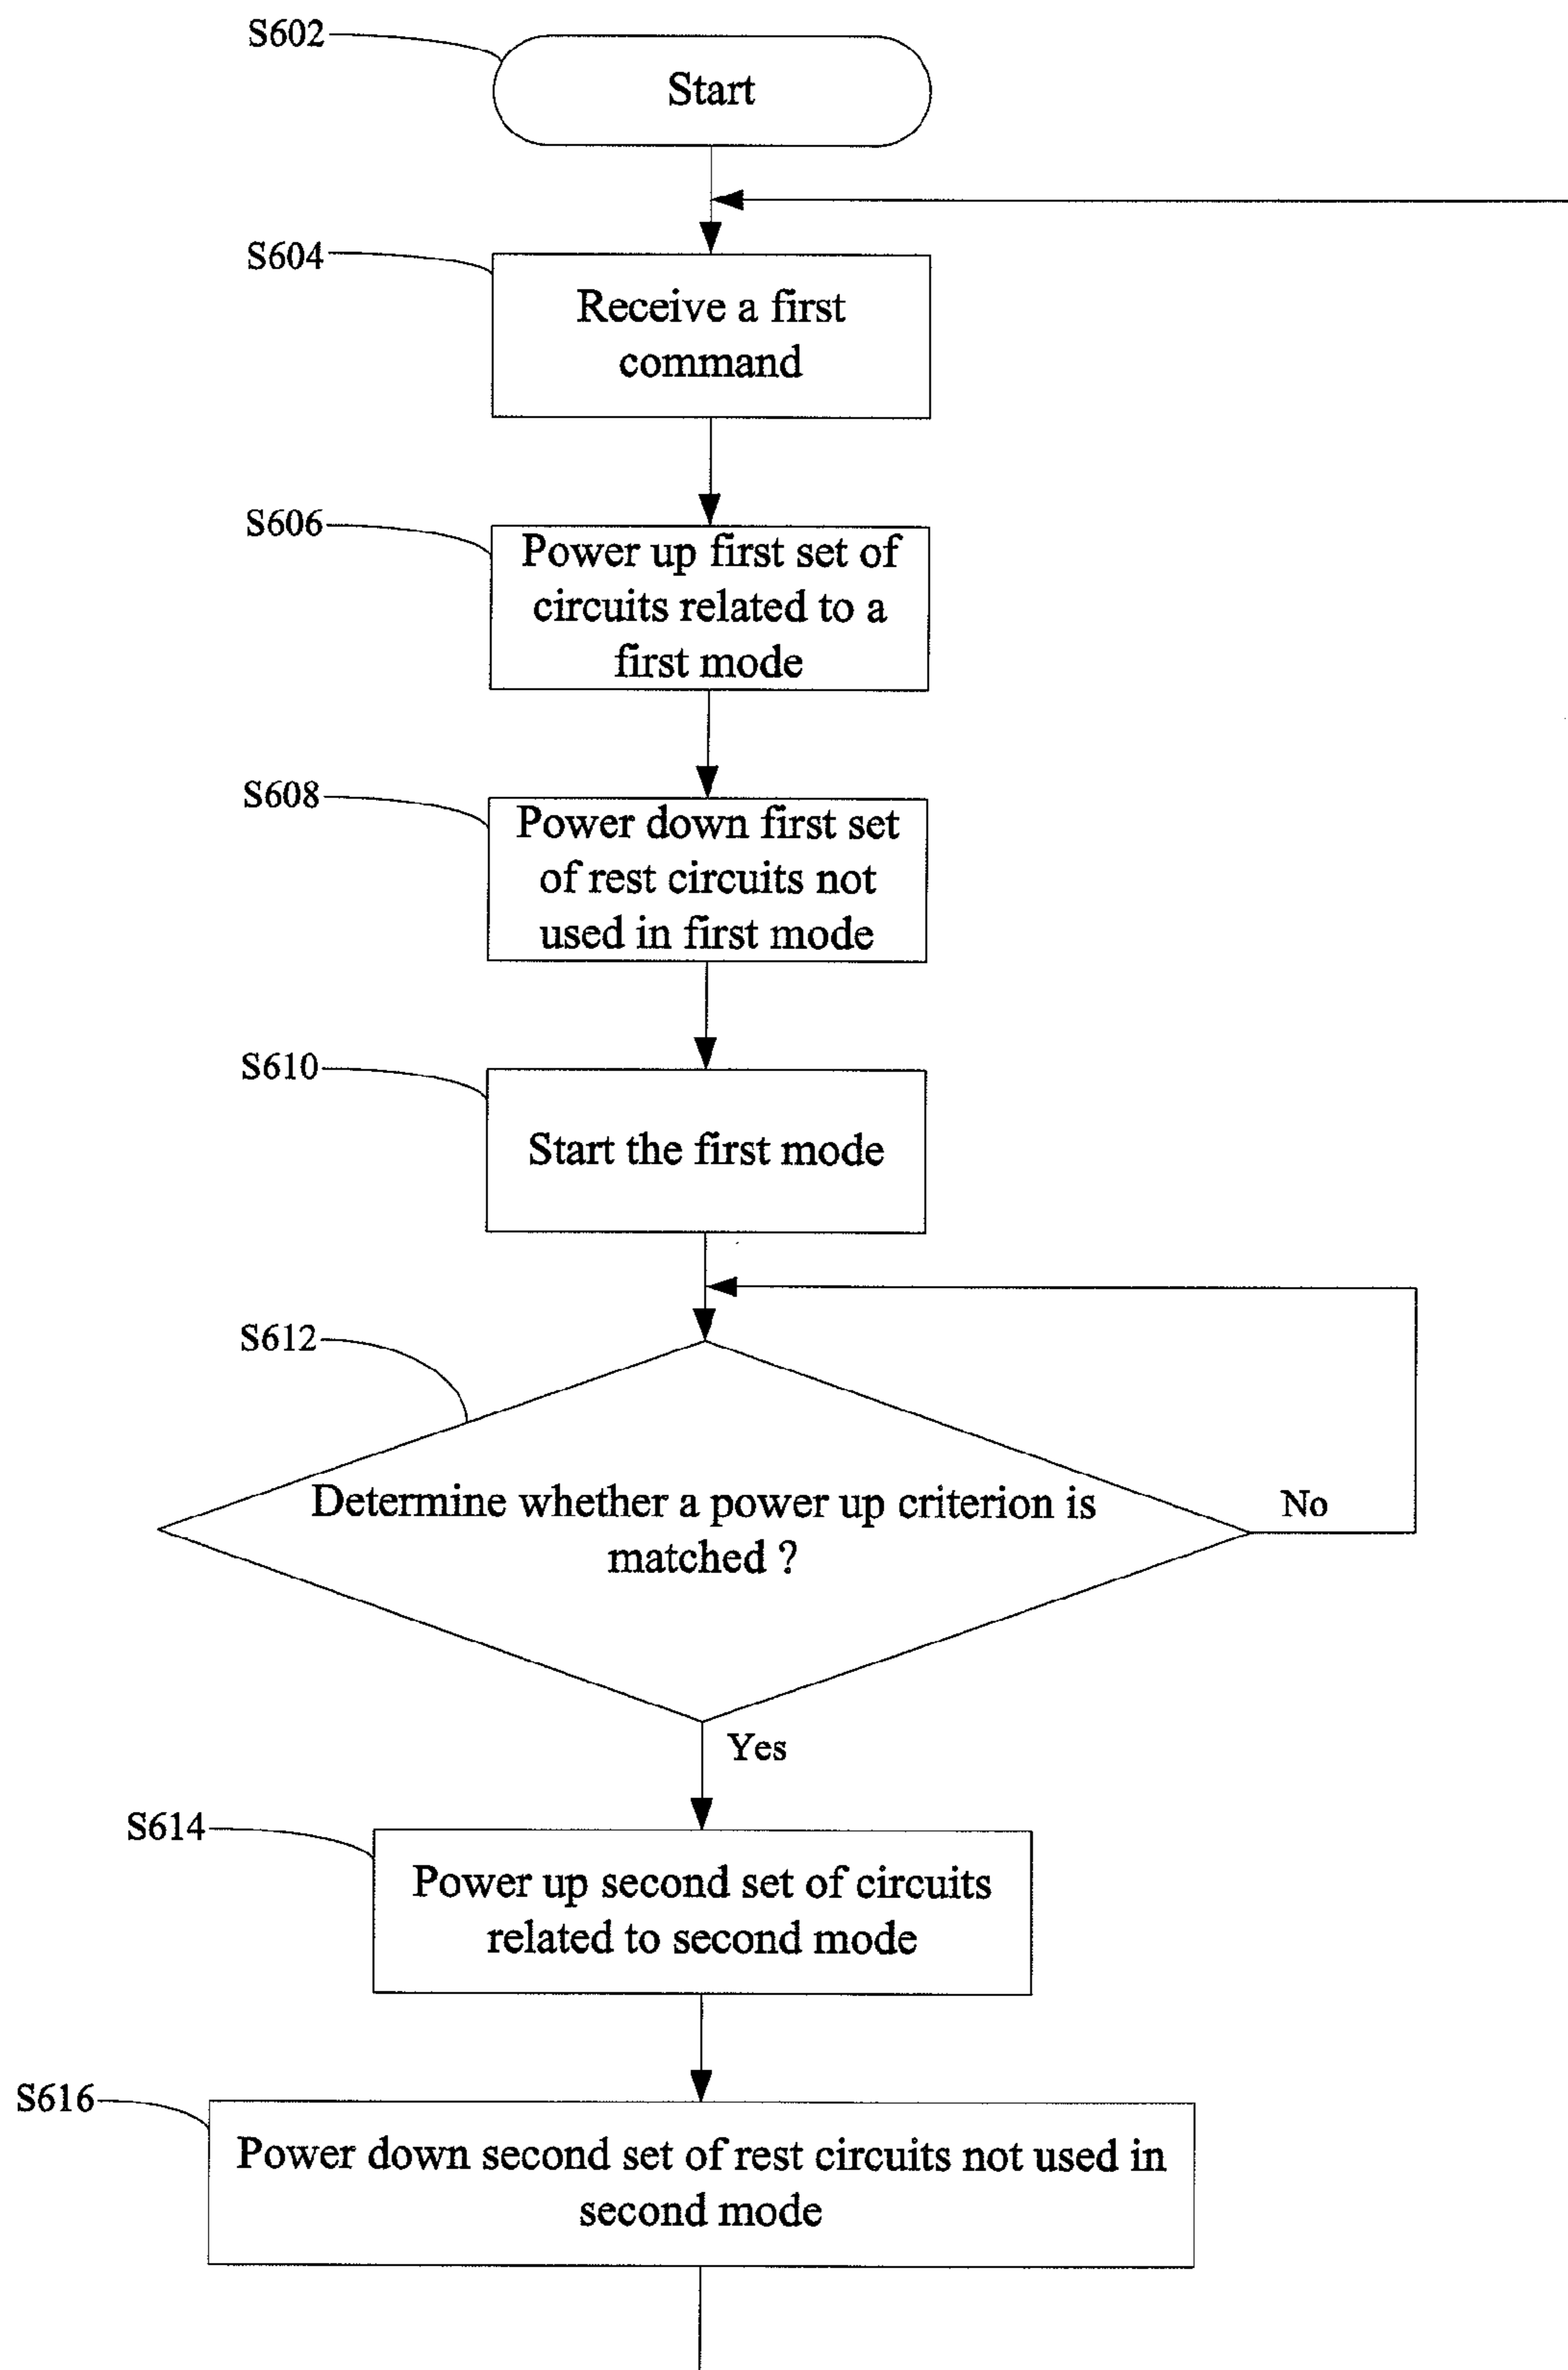 S602
Start
S604
Receive a first
command
S606
Power up first set of
circuits related to a
first mode
S608
Power down first set
of rest circuits not
used in first mode
S610
Start the first mode
S612
Determine whether a power up criterion is
matched ?
No
Yes
S614
Power up second set of circuits
related to second mode
S616
Power down second set of rest circuits not used in
second mode